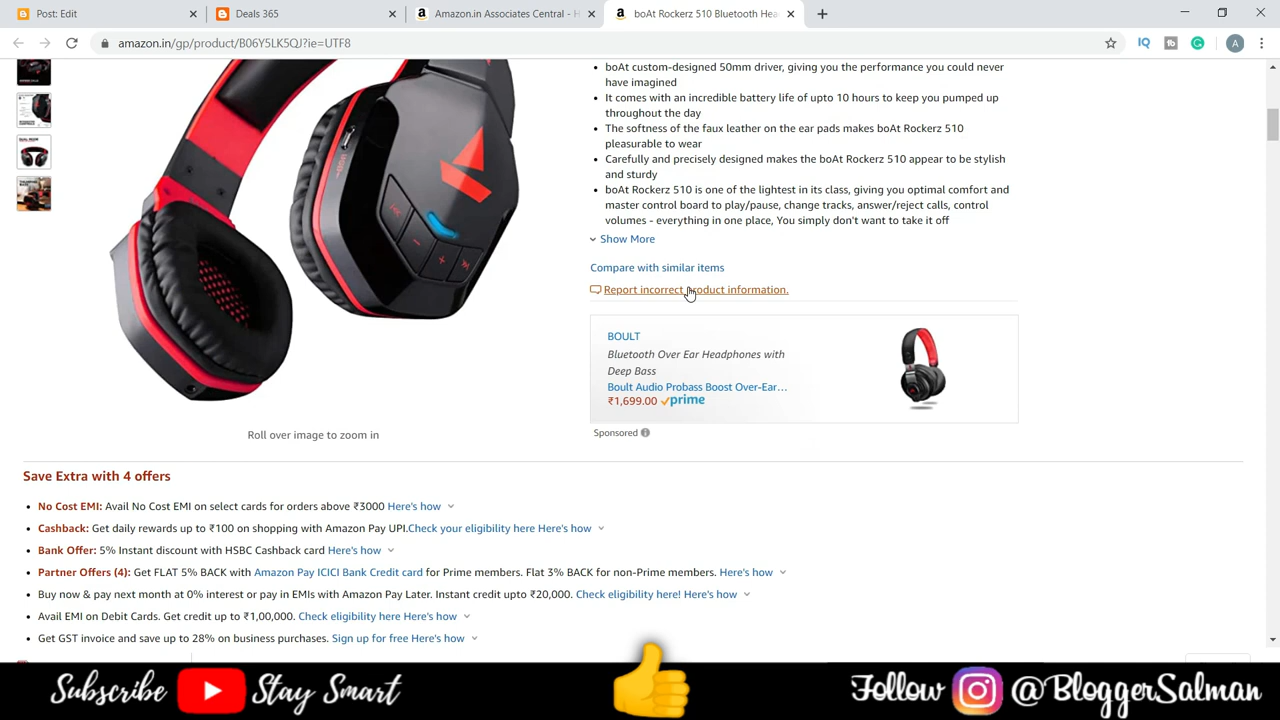 Post: Edit
Deals 365
Amazon.in Associates Central - H
boAt Rockerz 510 Bluetooth Hea
amazon.in/gp/product/B06Y5LK5QJ?ie=UTF8
IQ
A
boAt custom-designed 50mm driver, giving you the performance you could never
have imagined
It comes with an incredible battery life of upto 10 hours to keep you pumped up
throughout the day
The softness of the faux leather on the ear pads makes boAt Rockerz 510
pleasurable to wear
Carefully and precisely designed makes the boAt Rockerz 510 appear to be stylish
and sturdy
boAt Rockerz 510 is one of the lightest in its class, giving you optimal comfort and
master control board to play/pause, change tracks, answer/reject calls, control
volumes - everything in one place, You simply don't want to take it off
Show More
Compare with similar items
Report incorrect product information.
BOULT
Bluetooth Over Ear Headphones with
Deep Bass
Boult Audio Probass Boost Over-Ear…
₹1,699.00 prime
Sponsored
Roll over image to zoom in
Save Extra with 4 offers
No Cost EMI: Avail No Cost EMI on select cards for orders above ₹3000 Here's how
Cashback: Get daily rewards up to ₹100 on shopping with Amazon Pay UPI.Check your eligibility here Here's how
Bank Offer: 5% Instant discount with HSBC Cashback card Here's how
Partner Offers (4): Get FLAT 5% BACK with Amazon Pay ICICI Bank Credit card for Prime members. Flat 3% BACK for non-Prime members. Here's how
Buy now & pay next month at 0% interest or pay in EMIs with Amazon Pay Later. Instant credit upto ₹20,000. Check eligibility here! Here's how
Avail EMI on Debit Cards. Get credit up to ₹1,00,000. Check eligibility here Here's how
Get GST invoice and save up to 28% on business purchases. Sign up for free Here's how
Subscribe Stay Smart Follow @BloggerSalman